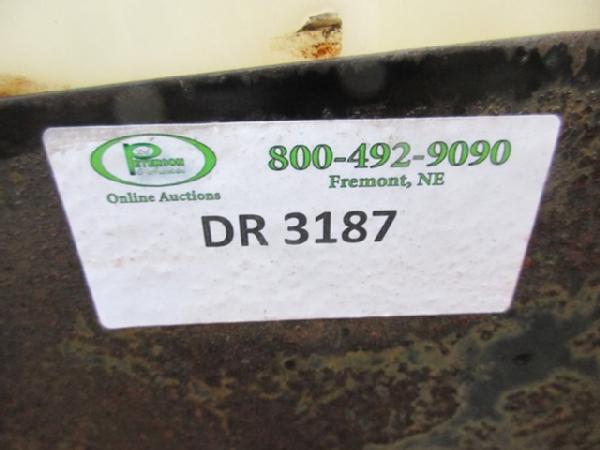 800-492-9090
Fremont, NE
Online Auctions
DR 3187